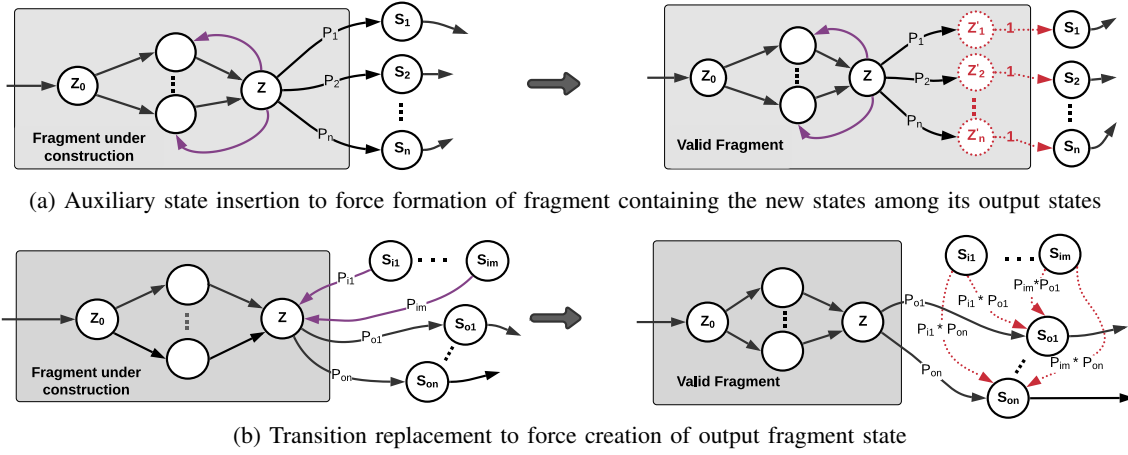 S1
P1
Z0
Z
P2
S2
Pn
Sn
Fragment under
construction
Z0
Z
P1
P2
Pn
Z'1
Z'2
Z'n
1
1
1
S1
S2
Sn
Valid Fragment
(a) Auxiliary state insertion to force formation of fragment containing the new states among its output states
Z0
Z
Pi1
Si1
Sim
Pim
Po1
So1
Pon
Son
Fragment under
construction
Z0
Z
Si1
Sim
Po1
Pi1 * Po1
Pim*Po1
Pi1 * Pon
So1
Pon
Pim * Pon
Son
Valid Fragment
(b) Transition replacement to force creation of output fragment state